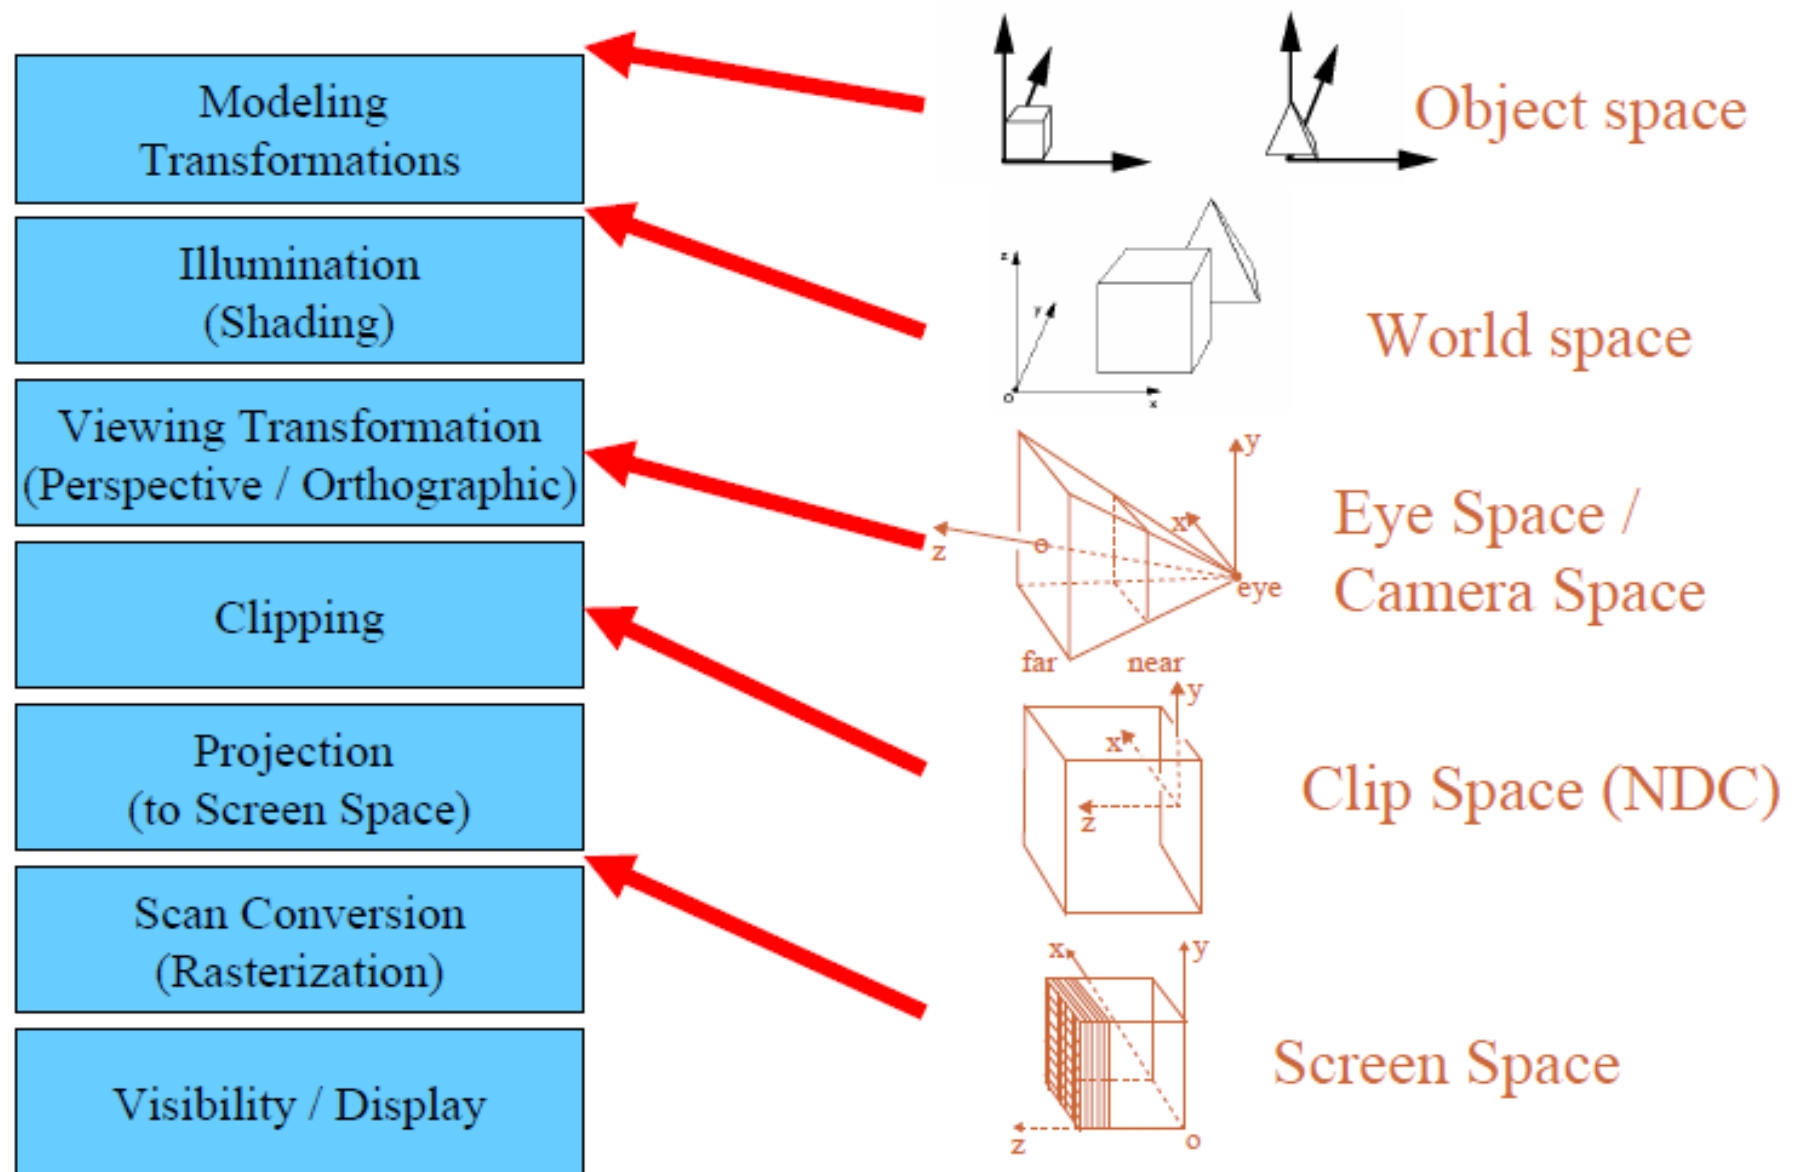 Modeling
Transformations
Illumination
(Shading)
Viewing Transformation
(Perspective / Orthographic)
Clipping
Projection
(to Screen Space)
Scan Conversion
(Rasterization)
Visibility / Display
Object space
z
y
o
x
World space
y
x
z
o
eye
far
near
Eye Space /
Camera Space
y
x
z
Clip Space (NDC)
x
y
z
o
Screen Space